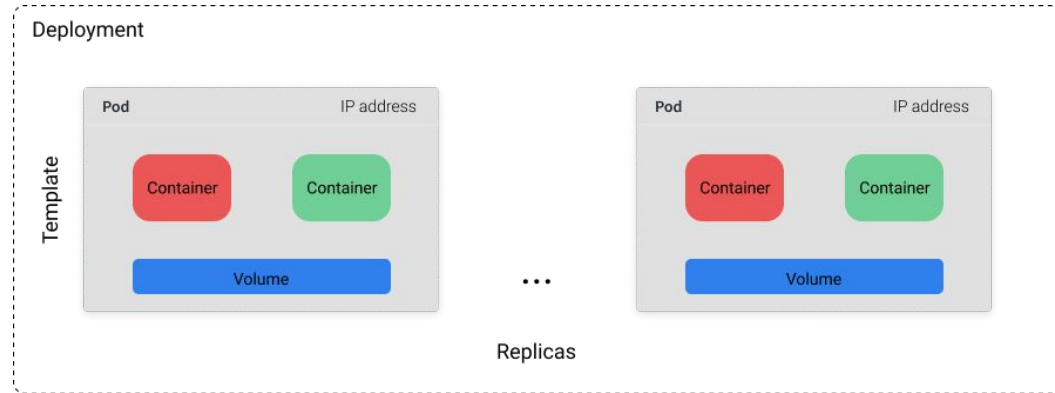 Deployment
Pod IP address
Pod IP address
Template
Container Container
Container Container
Volume
...
Volume
Replicas